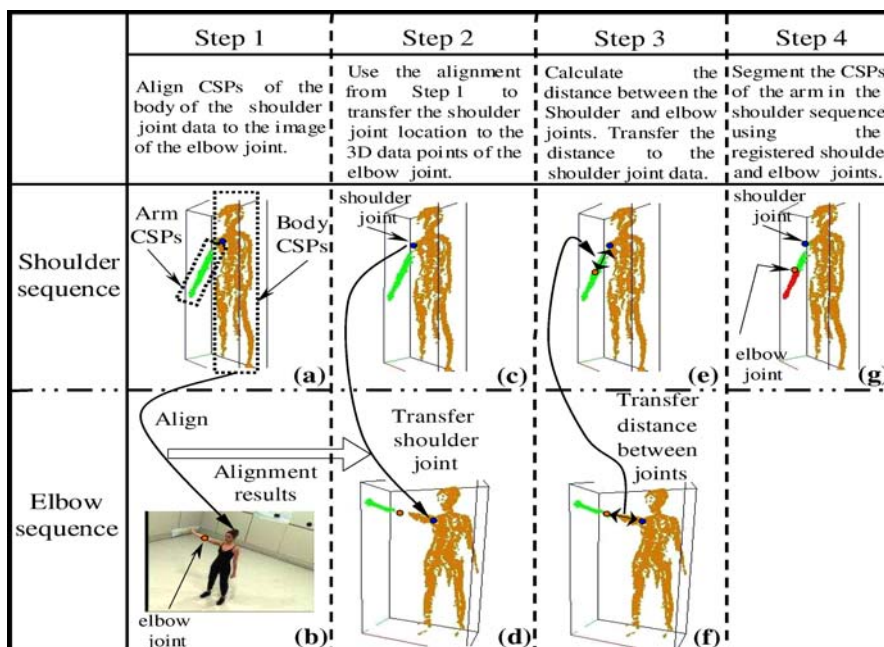 Step 1
Step 2
Step 3
Step 4
Align CSPs of the
body of the shoulder
joint data to the image
of the elbow joint.
Use the alignment
from Step 1 to
transfer the shoulder
joint location to the
3D data points of the
elbow joint.
Calculate the
distance between the
Shoulder and elbow
joints. Transfer the
distance to the
shoulder joint data.
Segment the CSPs
of the arm in the
shoulder sequence
using the
registered shoulde
and elbow joints.
Shoulder
sequence
Arm
CSPs
Body
CSPs
(a)
shoulder
joint
(c)
(e)
shoulder
joint
elbow
joint
(g)
Elbow
sequence
Align
Alignment
results
elbow
joint
(b)
Transfer
shoulder
joint
(d)
Transfer
distance
between
joints
(f)